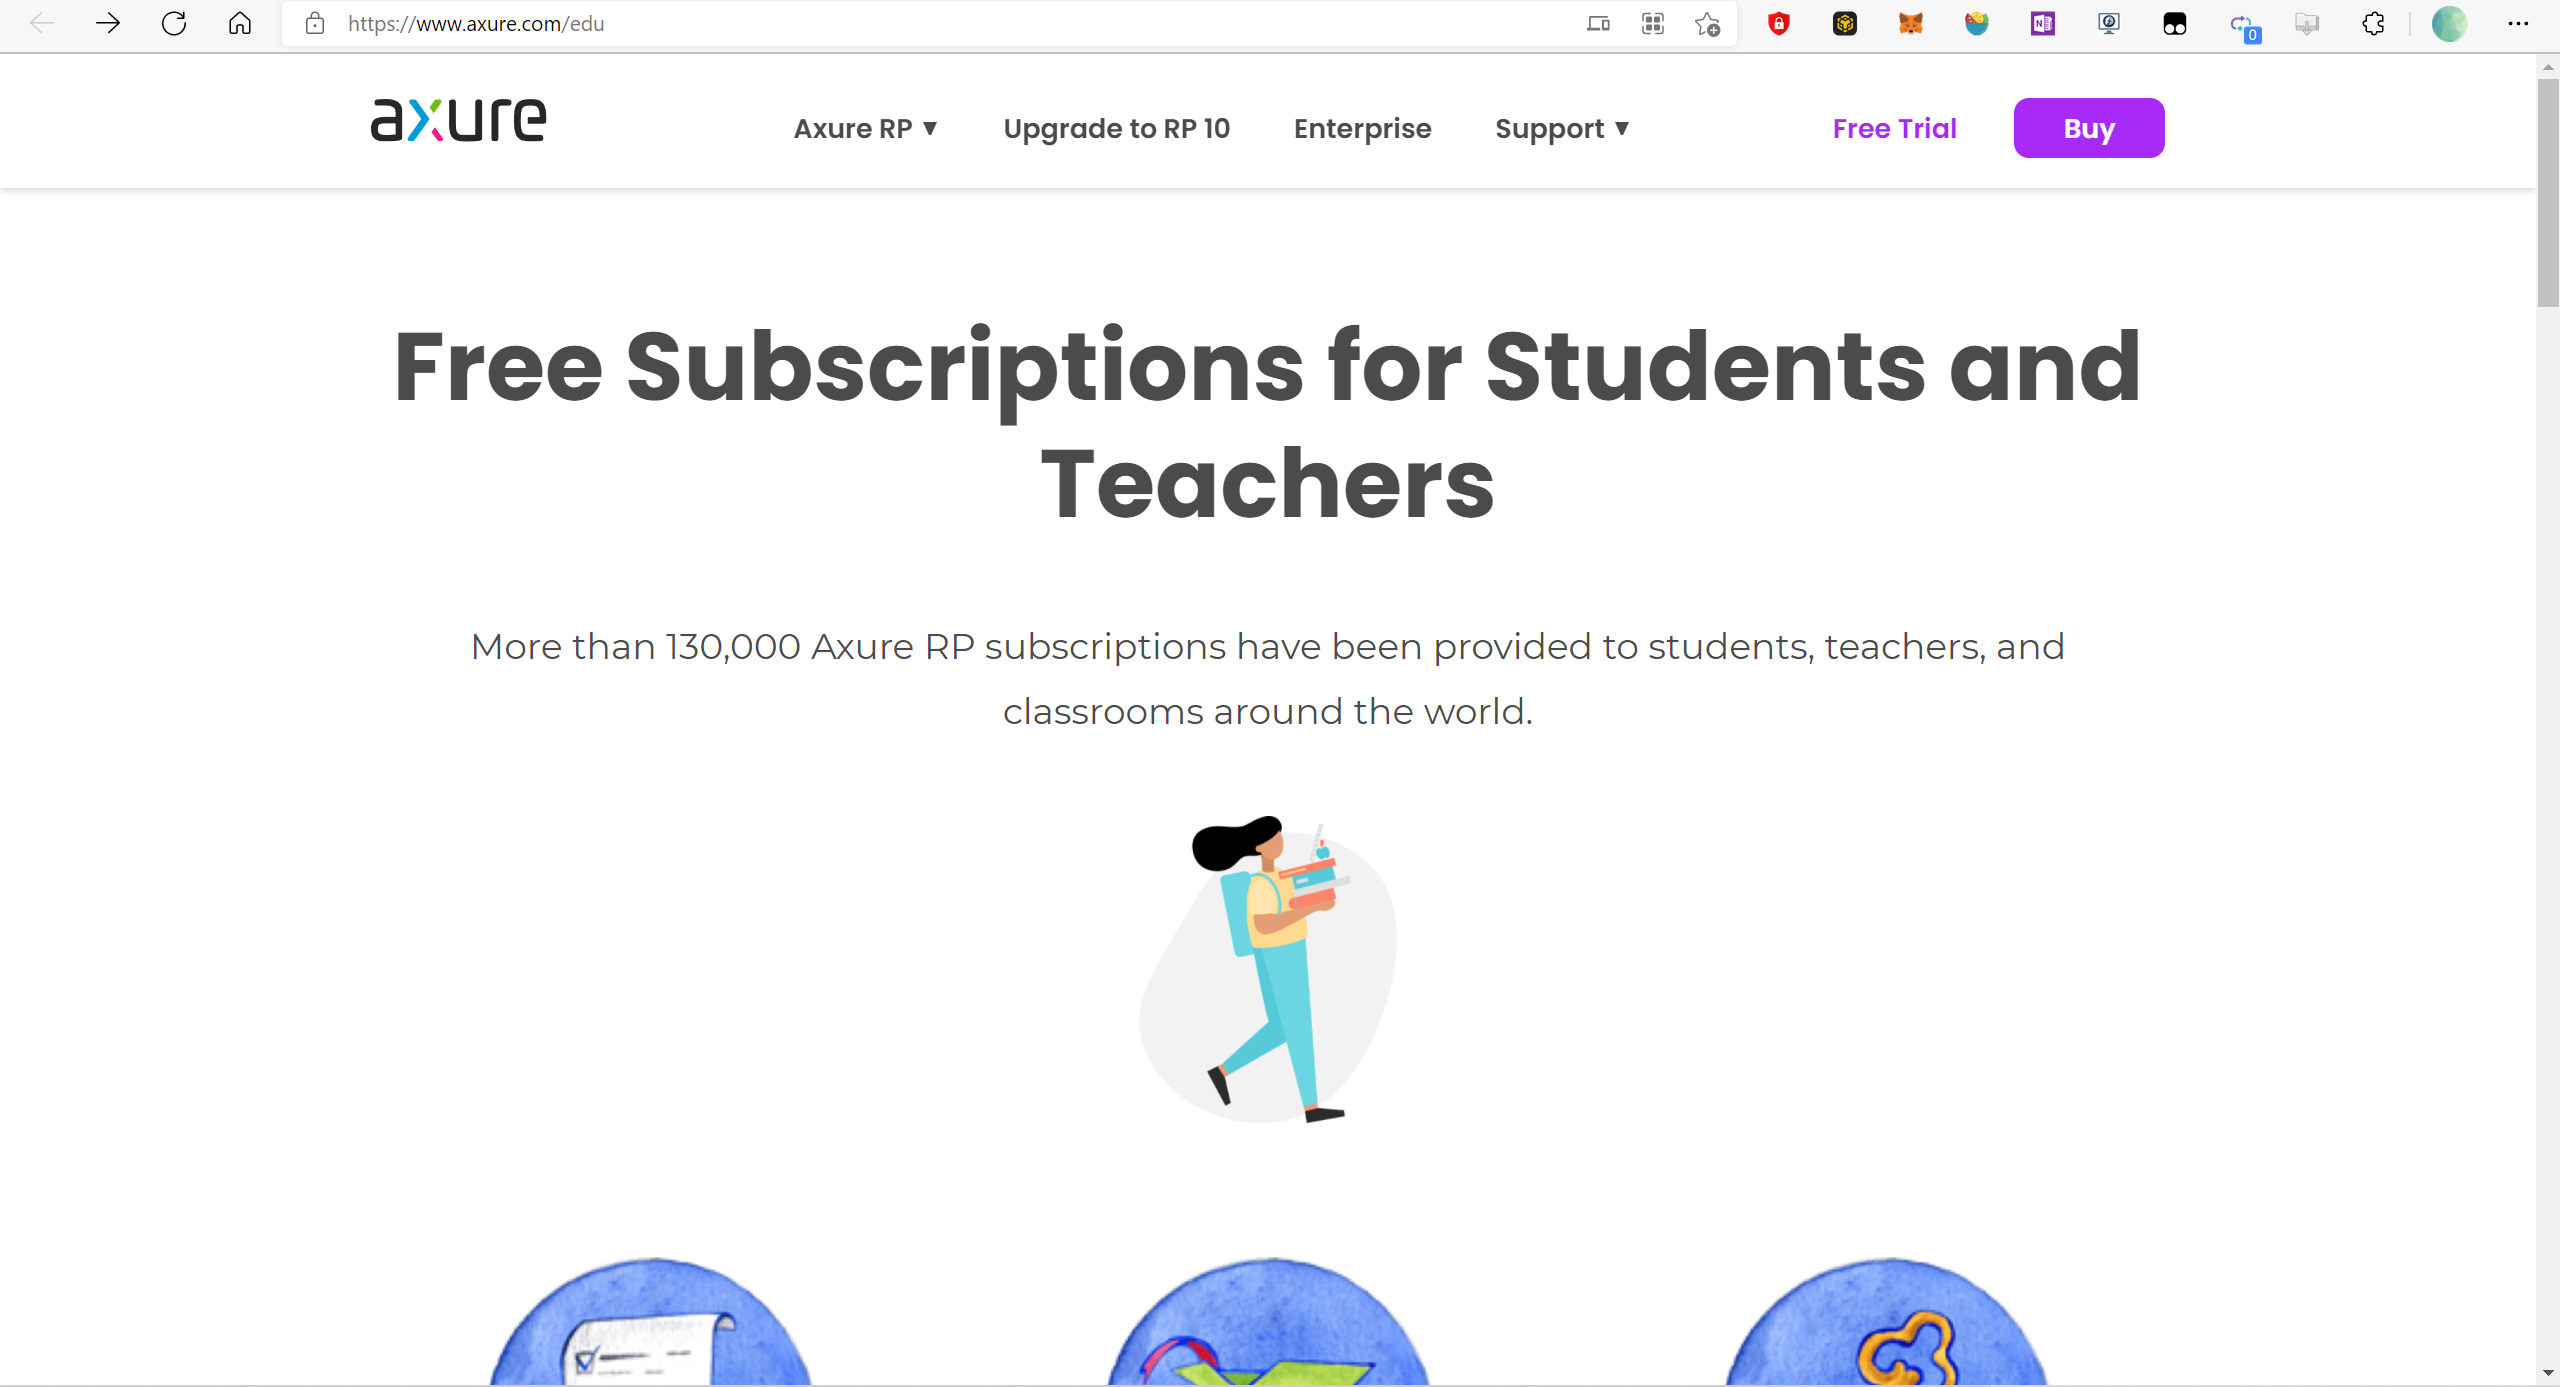 https://www.axure.com/edu
0
axure
Axure RP ▼
Upgrade to RP 10
Enterprise
Support ▼
Free Trial
Buy
Free Subscriptions for Students and
Teachers
More than 130,000 Axure RP subscriptions have been provided to students, teachers, and
classrooms around the world.